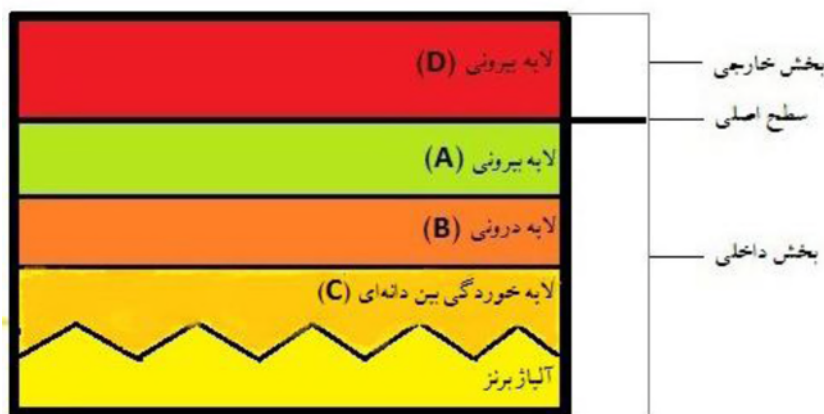 لایه بیرونی (D)
بخش خارجی
سطح اصلی
لایه بیرونی (A)
لایه درونی (B)
بخش داخلی
لایه خوردگی بین دانه‌ای (C)
آلیاژ برنز